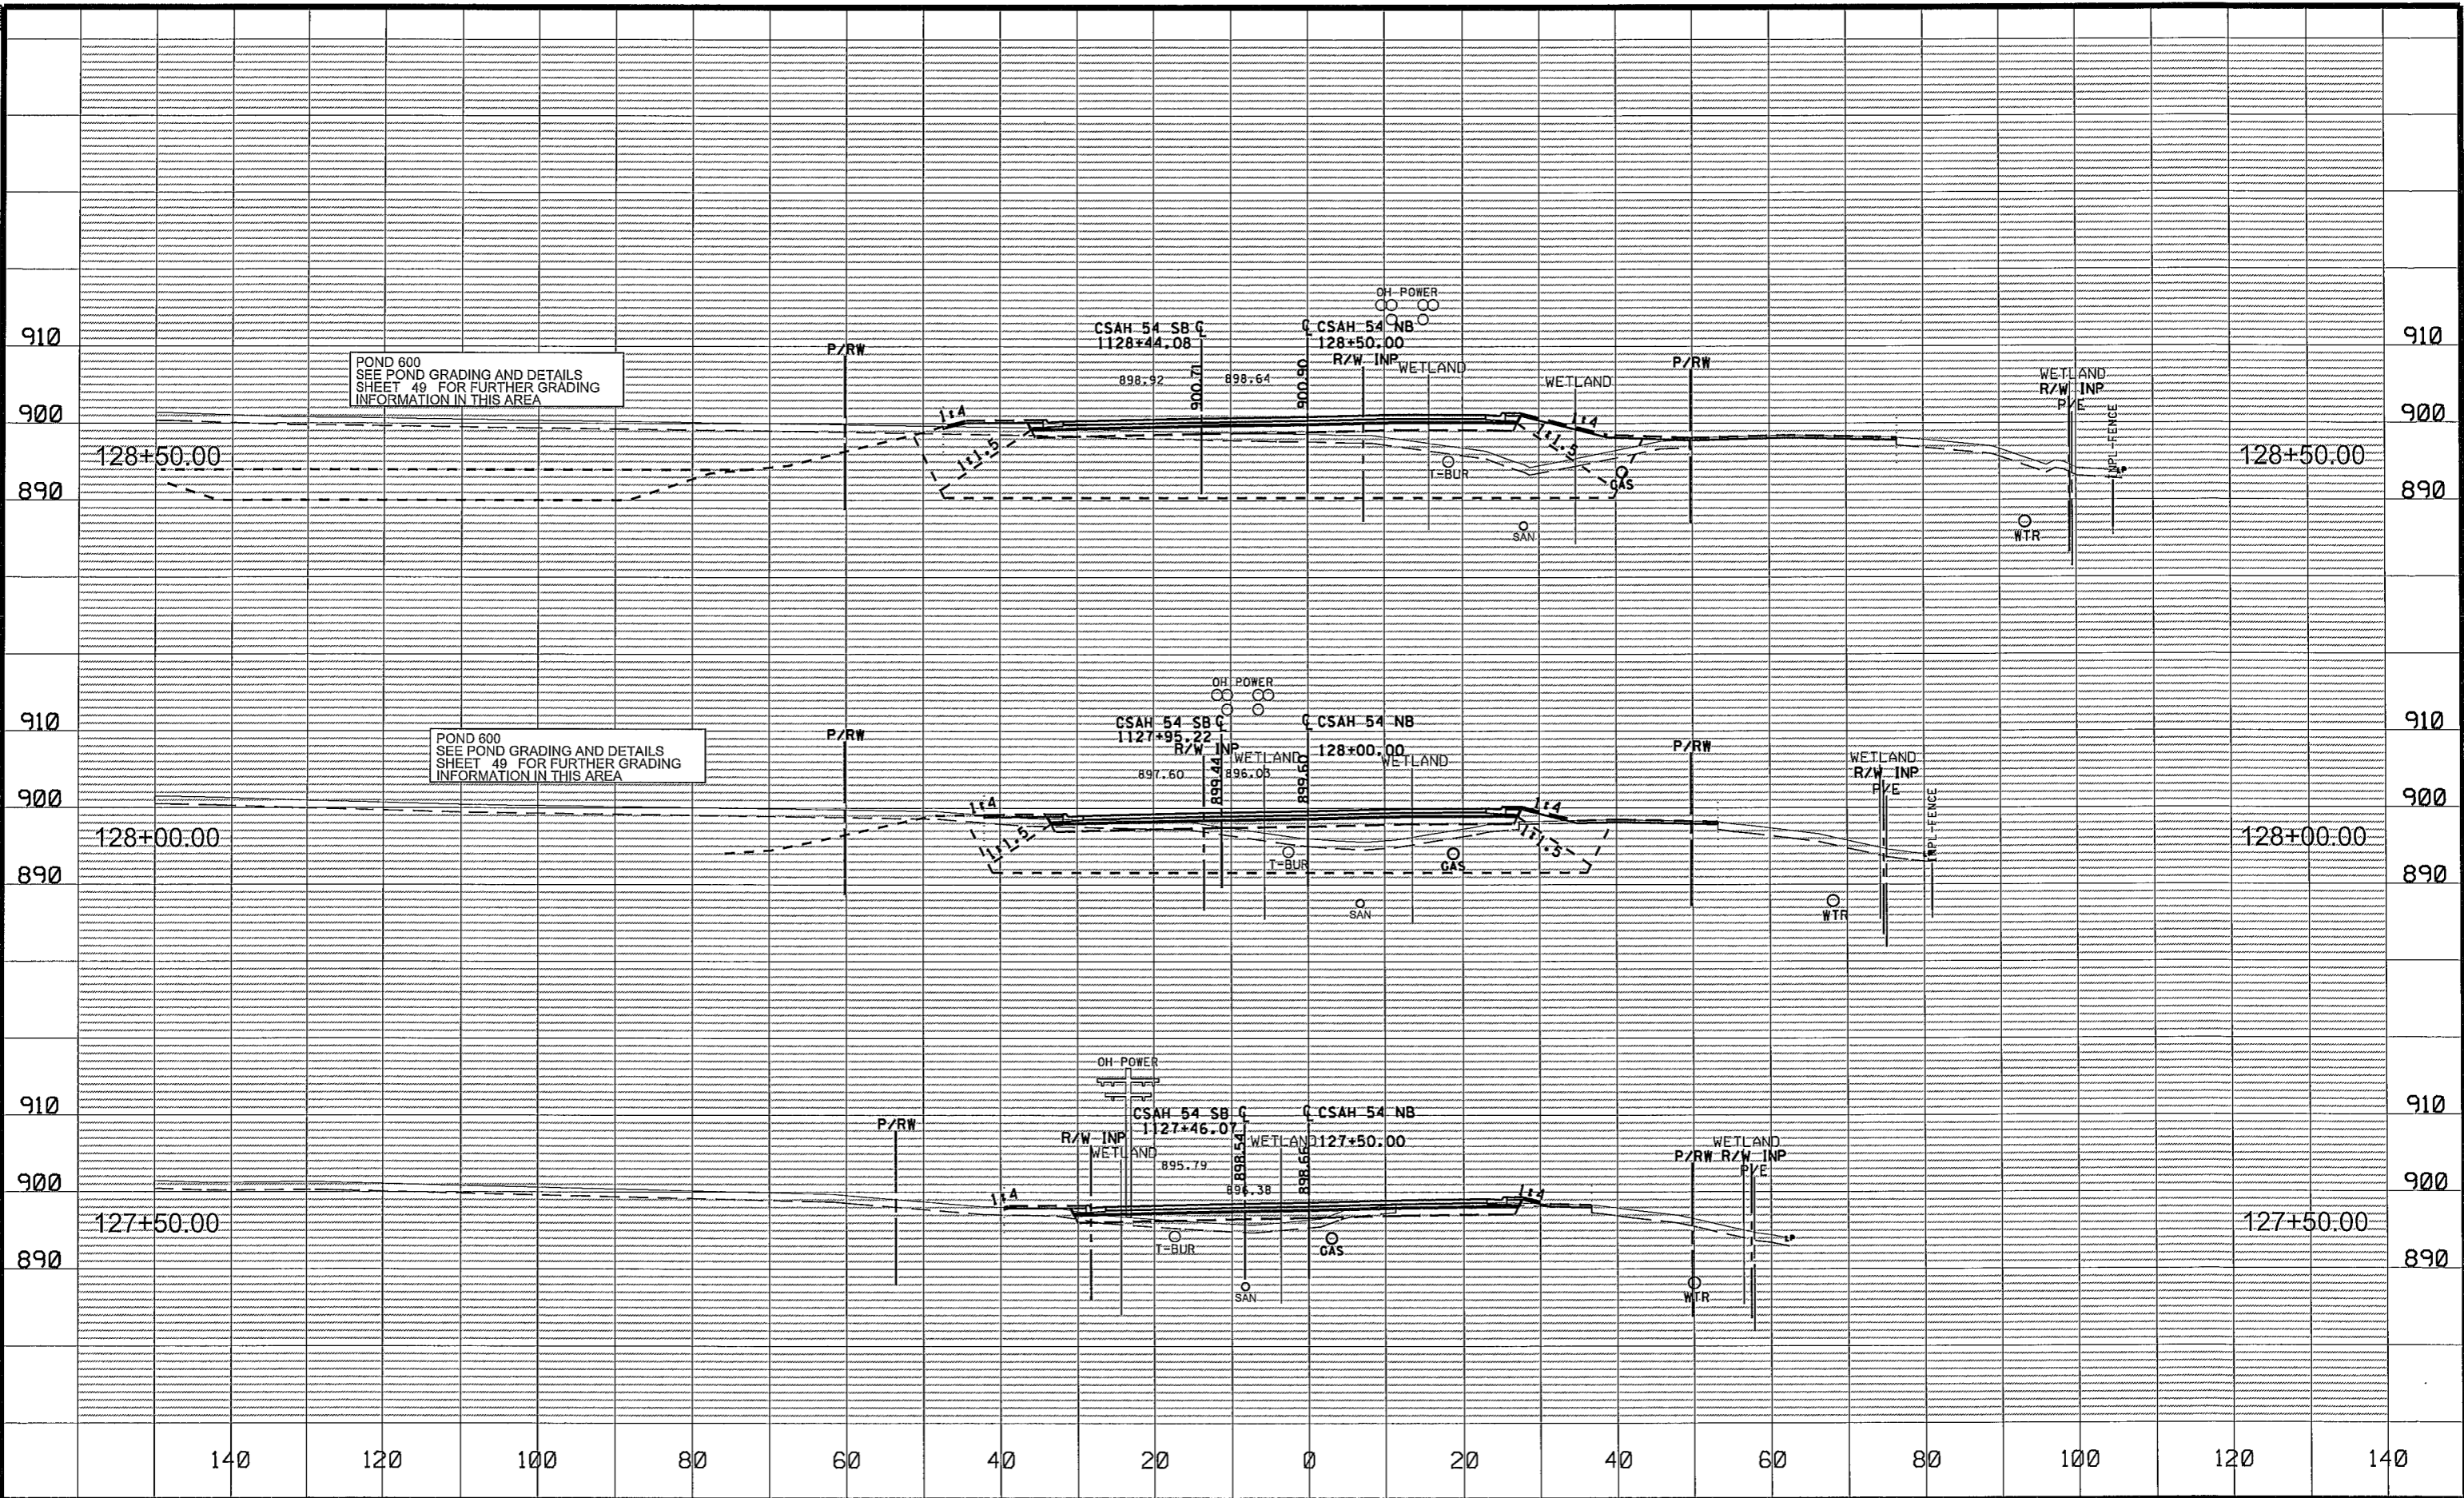 OH POWER
CSAH 54 SB ℄
1128+44.08
℄ CSAH 54 NB
128+50.00
R/W INP
WETLAND
WETLAND
P/RW
P/RW
910
910
POND 600
SEE POND GRADING AND DETAILS
SHEET 49 FOR FURTHER GRADING
INFORMATION IN THIS AREA
898.92
900.71
898.64
900.90
WETLAND
R/W INP
P/E
INPL-FENCE
900
900
1:4
1:4
1:1.5
1:1.5
128+50.00
128+50.00
T-BUR
GAS
LP
890
890
SAN
WTR
OH POWER
CSAH 54 SB ℄
1127+95.22
℄ CSAH 54 NB
128+00.00
R/W INP
WETLAND
WETLAND
P/RW
P/RW
910
910
POND 600
SEE POND GRADING AND DETAILS
SHEET 49 FOR FURTHER GRADING
INFORMATION IN THIS AREA
897.60
899.44
896.03
899.60
WETLAND
R/W INP
P/E
INPL-FENCE
900
900
1:4
1:4
1:1.5
1:1.5
128+00.00
128+00.00
T-BUR
GAS
890
890
SAN
WTR
OH POWER
910
910
CSAH 54 SB ℄
1127+46.07
℄ CSAH 54 NB
127+50.00
P/RW
R/W INP
WETLAND
WETLAND
895.79
898.54
896.38
898.66
WETLAND
P/RW R/W INP
P/E
900
900
1:4
1:4
127+50.00
127+50.00
T-BUR
GAS
LP
890
890
SAN
WTR
140 120 100 80 60 40 20 0 20 40 60 80 100 120 140